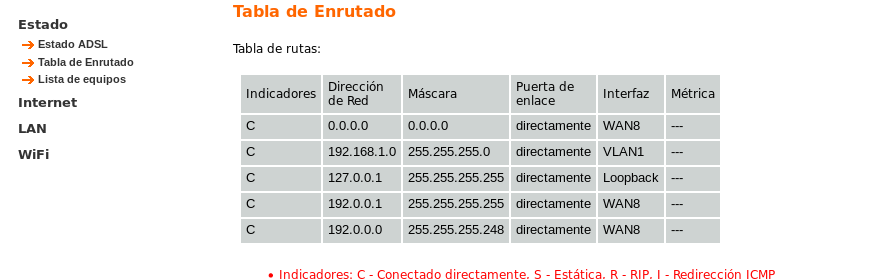 Estado
Estado ADSL
Tabla de Enrutado
Lista de equipos
Internet
LAN
WiFi
Tabla de Enrutado
Tabla de rutas:
Indicadores Dirección de Red Máscara Puerta de enlace Interfaz Métrica
C 0.0.0.0 0.0.0.0 directamente WAN8 ---
C 192.168.1.0 255.255.255.0 directamente VLAN1 ---
C 127.0.0.1 255.255.255.255 directamente Loopback ---
C 192.0.0.1 255.255.255.255 directamente WAN8 ---
C 192.0.0.0 255.255.255.248 directamente WAN8 ---
• Indicadores: C - Conectado directamente, S - Estática, R - RIP, I - Redirección ICMP